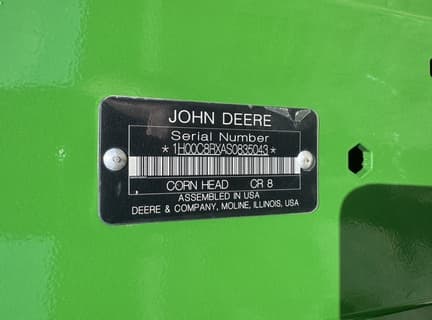 JOHN DEERE
Serial Number
*1H00C8RXAS0835043*
CORN HEAD CR 8
ASSEMBLED IN USA
DEERE & COMPANY, MOLINE, ILLINOIS, USA